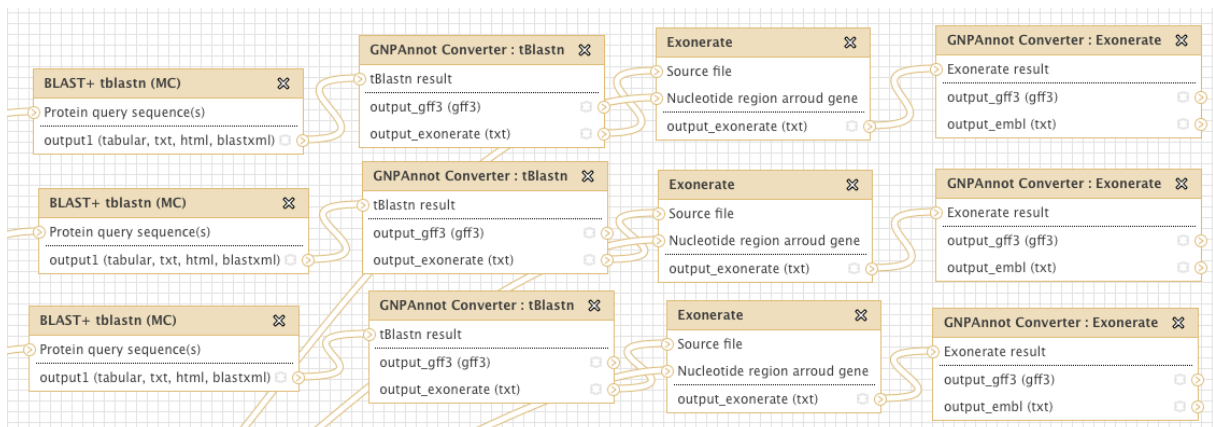 BLAST+ tblastn (MC)
Protein query sequence(s)
output1 (tabular, txt, html, blastxml)
GNPAnnot Converter : tBlastn
tBlastn result
output_gff3 (gff3)
output_exonerate (txt)
Exonerate
Source file
Nucleotide region arroud gene
output_exonerate (txt)
GNPAnnot Converter : Exonerate
Exonerate result
output_gff3 (gff3)
output_embl (txt)
BLAST+ tblastn (MC)
Protein query sequence(s)
output1 (tabular, txt, html, blastxml)
GNPAnnot Converter : tBlastn
tBlastn result
output_gff3 (gff3)
output_exonerate (txt)
Exonerate
Source file
Nucleotide region arroud gene
output_exonerate (txt)
GNPAnnot Converter : Exonerate
Exonerate result
output_gff3 (gff3)
output_embl (txt)
BLAST+ tblastn (MC)
Protein query sequence(s)
output1 (tabular, txt, html, blastxml)
GNPAnnot Converter : tBlastn
tBlastn result
output_gff3 (gff3)
output_exonerate (txt)
Exonerate
Source file
Nucleotide region arroud gene
output_exonerate (txt)
GNPAnnot Converter : Exonerate
Exonerate result
output_gff3 (gff3)
output_embl (txt)